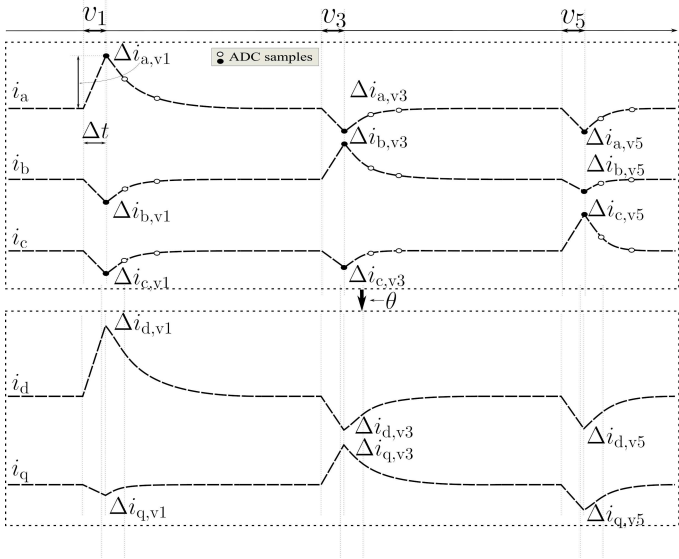 v1 v3 v5
Δia,v1
ADC samples
ia
Δia,v3
Δt
Δib,v3
Δia,v5
ib
Δib,v5
Δib,v1
Δic,v5
ic
Δic,v1
Δic,v3
←θ
Δid,v1
id
Δid,v3
Δid,v5
Δiq,v3
iq
Δiq,v1
Δiq,v5